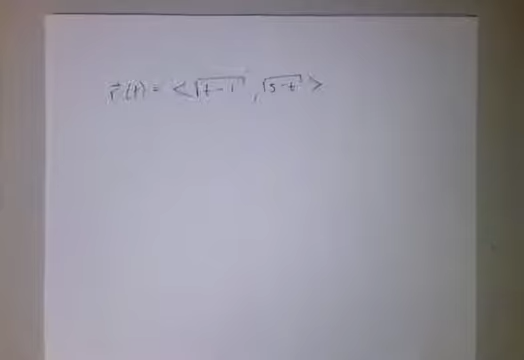 r⃗(t) = <√(t-1), √(5-t)>